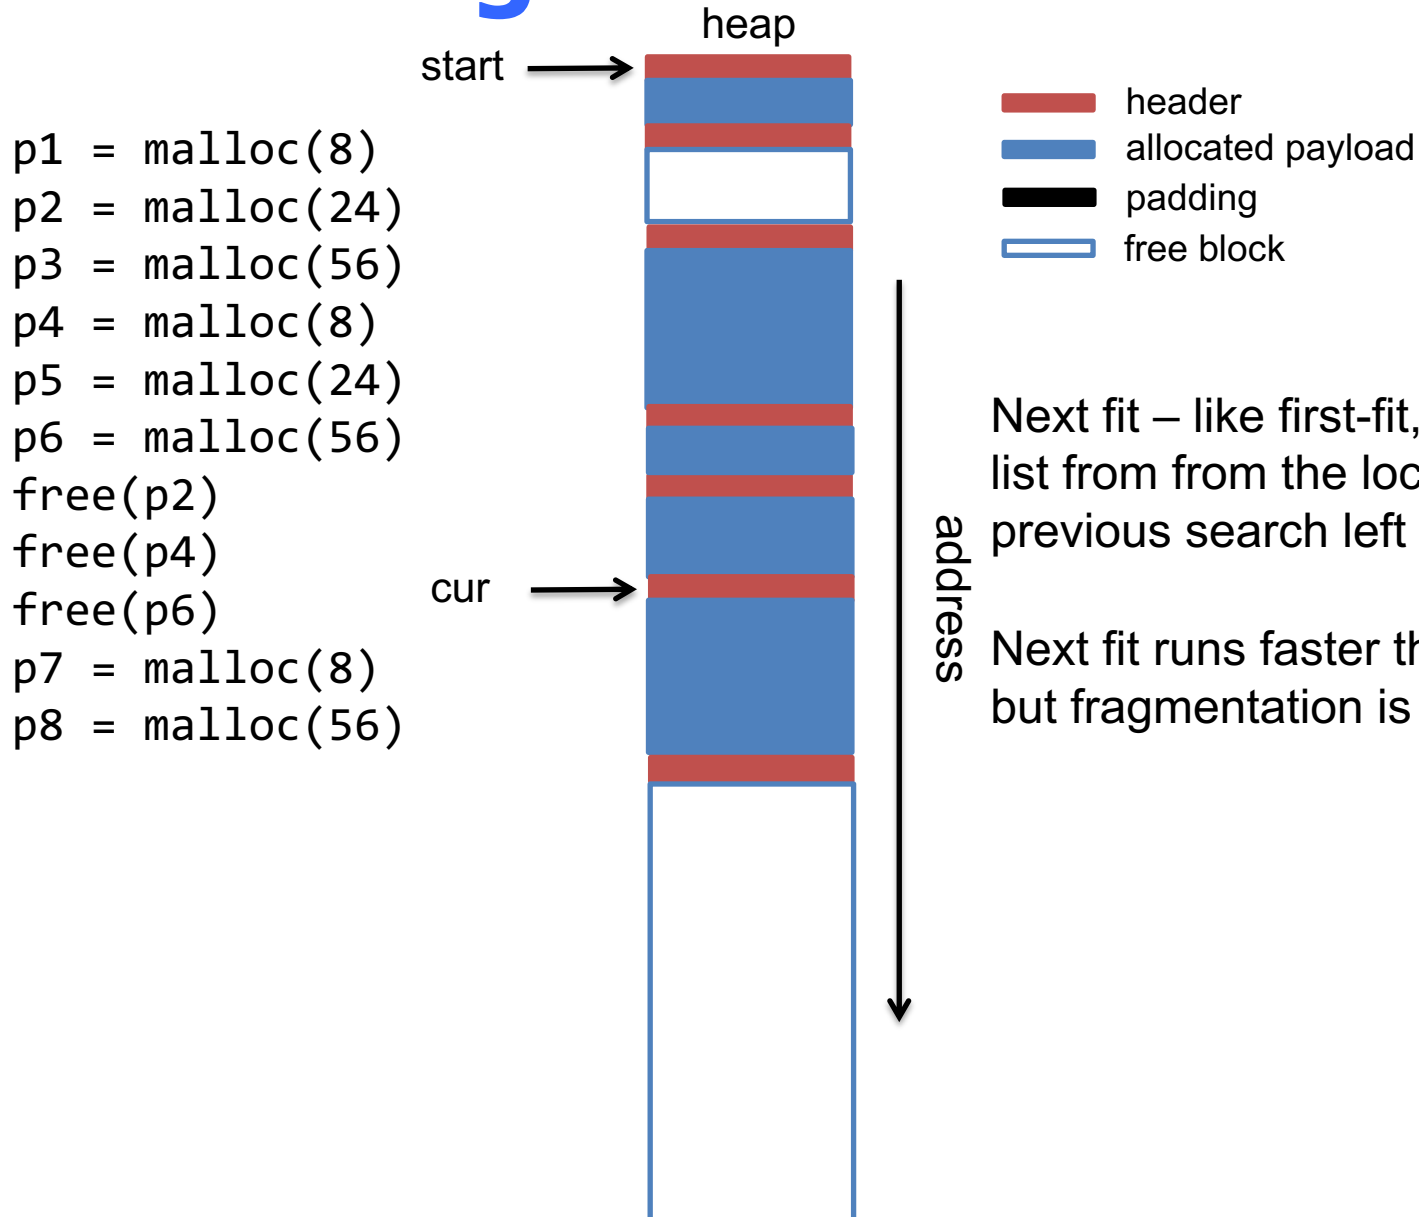 heap
start
header
allocated payload
padding
free block
p1 = malloc(8)
p2 = malloc(24)
p3 = malloc(56)
p4 = malloc(8)
p5 = malloc(24)
p6 = malloc(56)
free(p2)
free(p4)
free(p6)
p7 = malloc(8)
p8 = malloc(56)
cur
address
Next fit – like first-fit,
list from from the
previous search left
Next fit runs faster
but fragmentation is